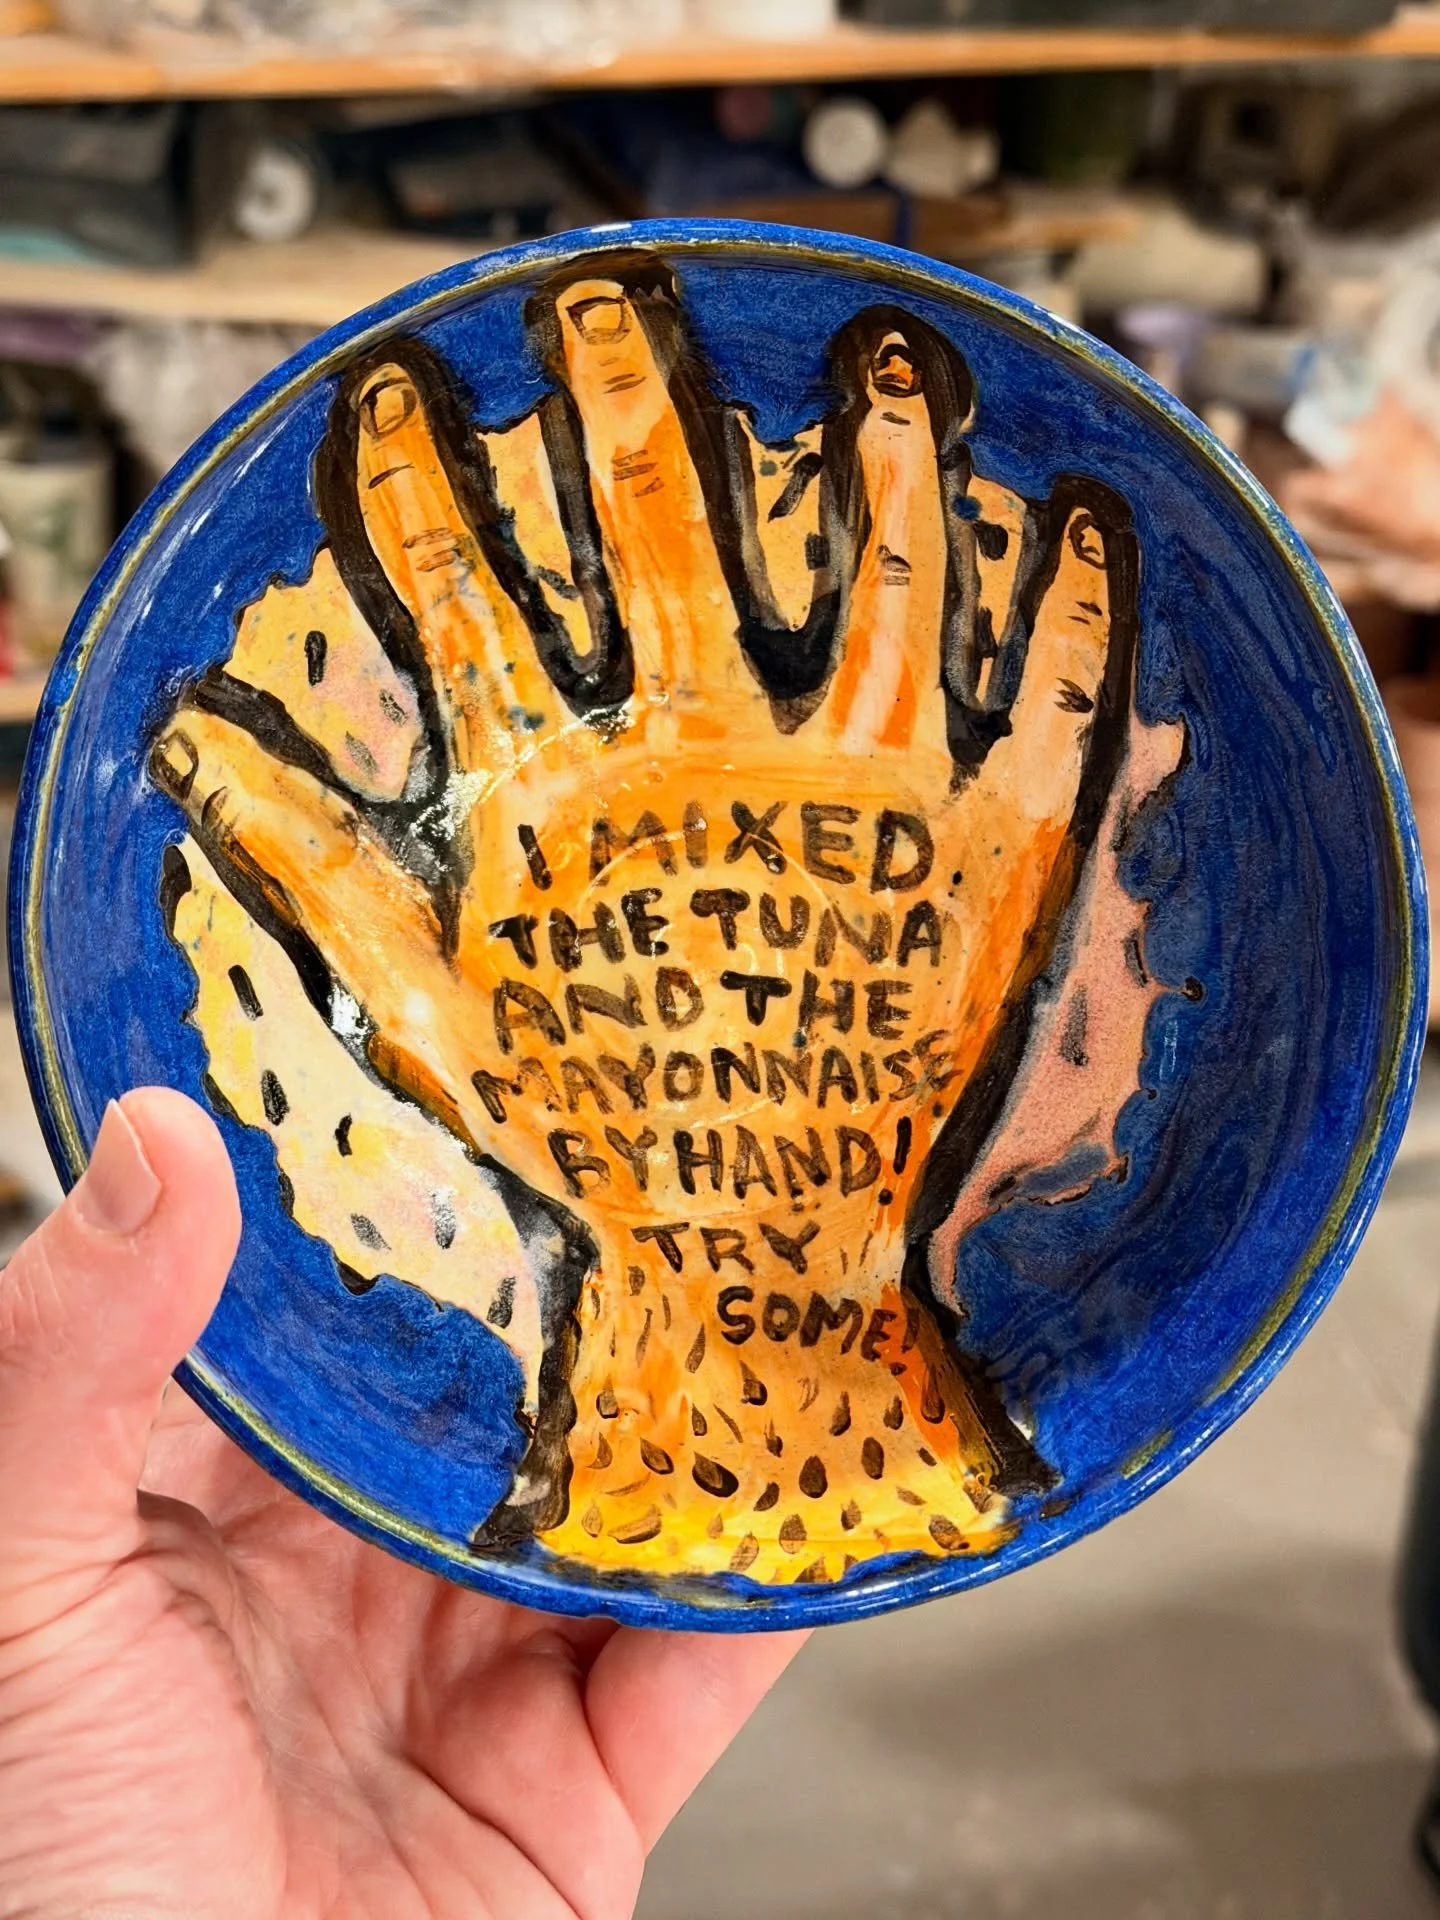 I MIXED
THE TUNA
AND THE
MAYONNAISE
BY HAND!
TRY
SOME!